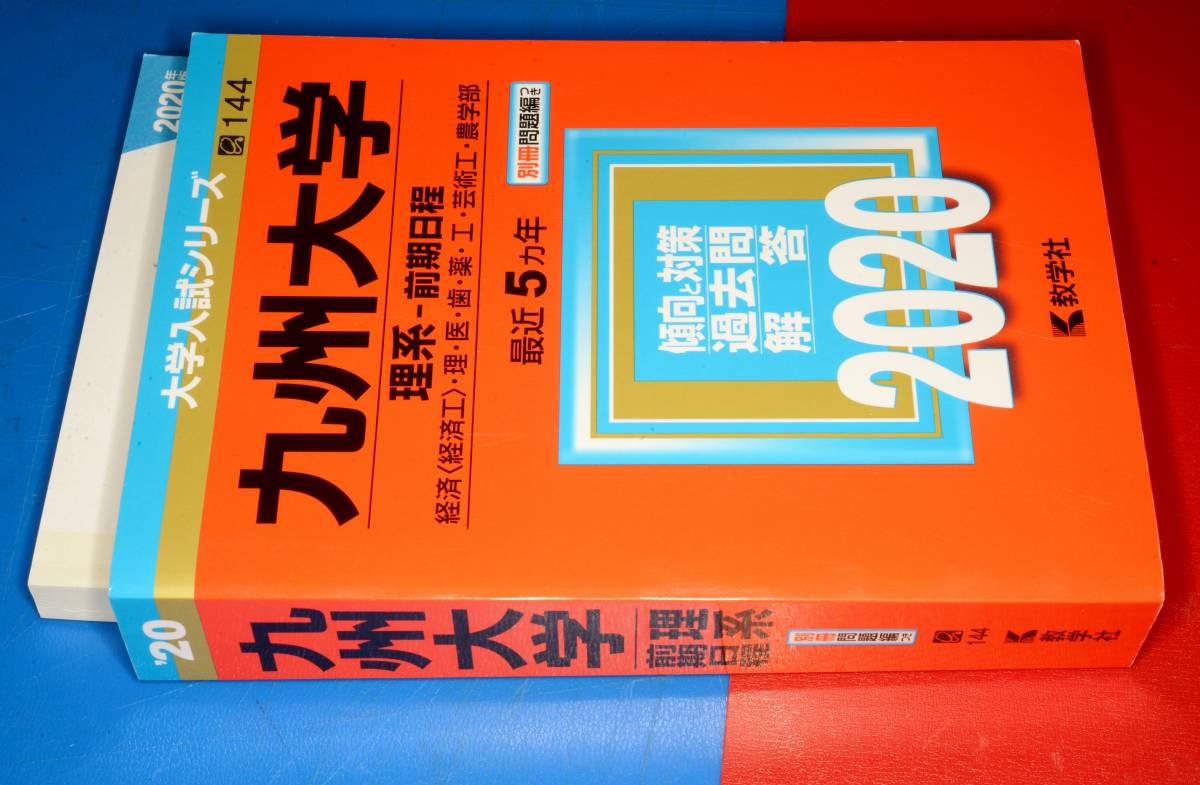 2020年版
大学入試シリーズ
144
九州大学
理系−前期日程
経済〈経済工〉・理・医・歯・薬・工・芸術工・農学部
最近5カ年
別冊問題編つき
傾向と対策
過去問
解答
2020
教学社
'20
九州大学
理系
前期日程
別冊問題編つき
144
教学社